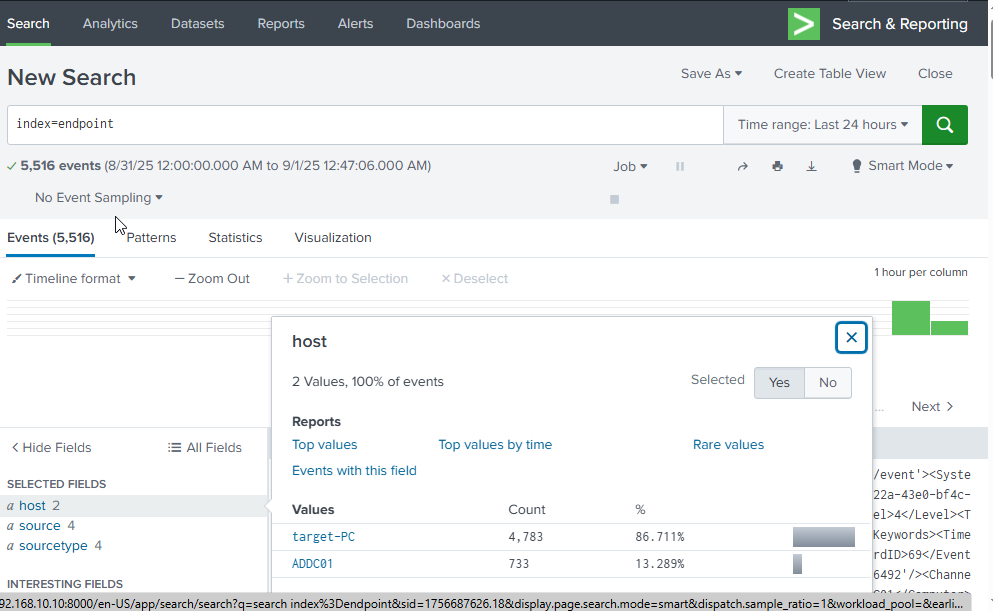 Search Analytics Datasets Reports Alerts Dashboards > Search & Reporting
New Search Save As Create Table View Close
index=endpoint Time range: Last 24 hours
5,516 events (8/31/25 12:00:00.000 AM to 9/1/25 12:47:06.000 AM) Job Smart Mode
No Event Sampling
Events (5,516) Patterns Statistics Visualization
Timeline format — Zoom Out + Zoom to Selection × Deselect
1 hour per column
host
2 Values, 100% of events Selected Yes No
... Next >
Reports
Top values Top values by time Rare values
Events with this field
< Hide Fields All Fields
SELECTED FIELDS
a host 2
a source 4
a sourcetype 4
INTERESTING FIELDS
Values Count %
target-PC 4,783 86.711%
ADDC01 733 13.289%
/event'><Syste
22a-43e0-bf4c-
el>4</Level><T
Keywords><Time
rdID>69</Event
6492'/><Channe
92.168.10.10:8000/en-US/app/search/search?q=search index%3Dendpoint&sid=1756687626.18&display.page.search.mode=smart&dispatch.sample_ratio=1&workload_pool=&earli...